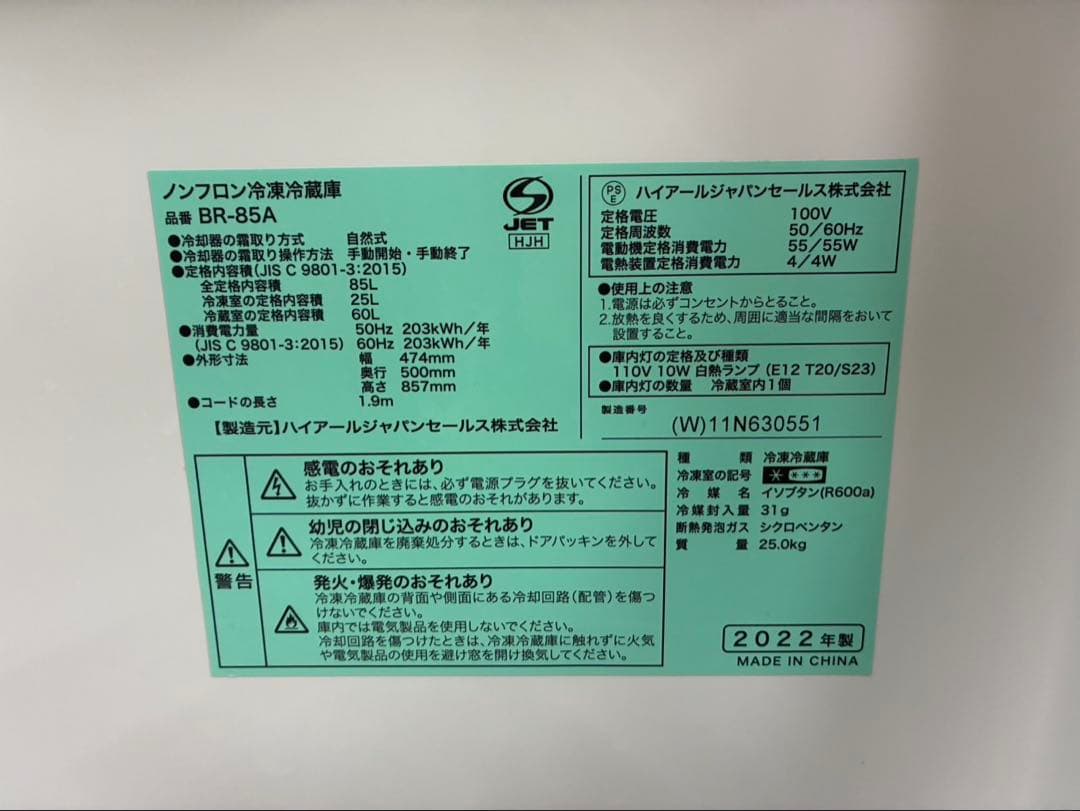 ノンフロン冷凍冷蔵庫
品番 BR-85A
●冷却器の霜取り方式 自然式
●冷却器の霜取り操作方法 手動開始・手動終了
●定格内容積(JIS C 9801-3:2015)
全定格内容積 85L
冷凍室の定格内容積 25L
冷蔵室の定格内容積 60L
●消費電力量 50Hz 203kWh/年
(JIS C 9801-3:2015) 60Hz 203kWh/年
●外形寸法 幅 474mm
奥行 500mm
高さ 857mm
●コードの長さ 1.9m
【製造元】ハイアールジャパンセールス株式会社
S
JET
HJH
PS
E
ハイアールジャパンセールス株式会社
定格電圧 100V
定格周波数 50/60Hz
電動機定格消費電力 55/55W
電熱装置定格消費電力 4/4W
●使用上の注意
1.電源は必ずコンセントからとること。
2.放熱を良くするため、周囲に適当な間隔をおいて
設置すること。
●庫内灯の定格及び種類
110V 10W 白熱ランプ (E12 T20/S23)
●庫内灯の数量 冷蔵室内1個
製造番号
(W)11N630551
警告
感電のおそれあり
お手入れのときには、必ず電源プラグを抜いてください。
抜かずに作業すると感電のおそれがあります。
幼児の閉じ込みのおそれあり
冷凍冷蔵庫を廃棄処分するときは、ドアパッキンを外して
ください。
発火・爆発のおそれあり
冷凍冷蔵庫の背面や側面にある冷却回路(配管)を傷つ
けないでください。
庫内では電気製品を使用しないでください。
冷却回路を傷つけたときは、冷凍冷蔵庫に触れずに火気
や電気製品の使用を避け窓を開け換気してください。
種類 冷凍冷蔵庫
冷凍室の記号 * ***
冷媒名 イソブタン(R600a)
冷媒封入量 31g
断熱発泡ガス シクロペンタン
質量 25.0kg
2022年製
MADE IN CHINA